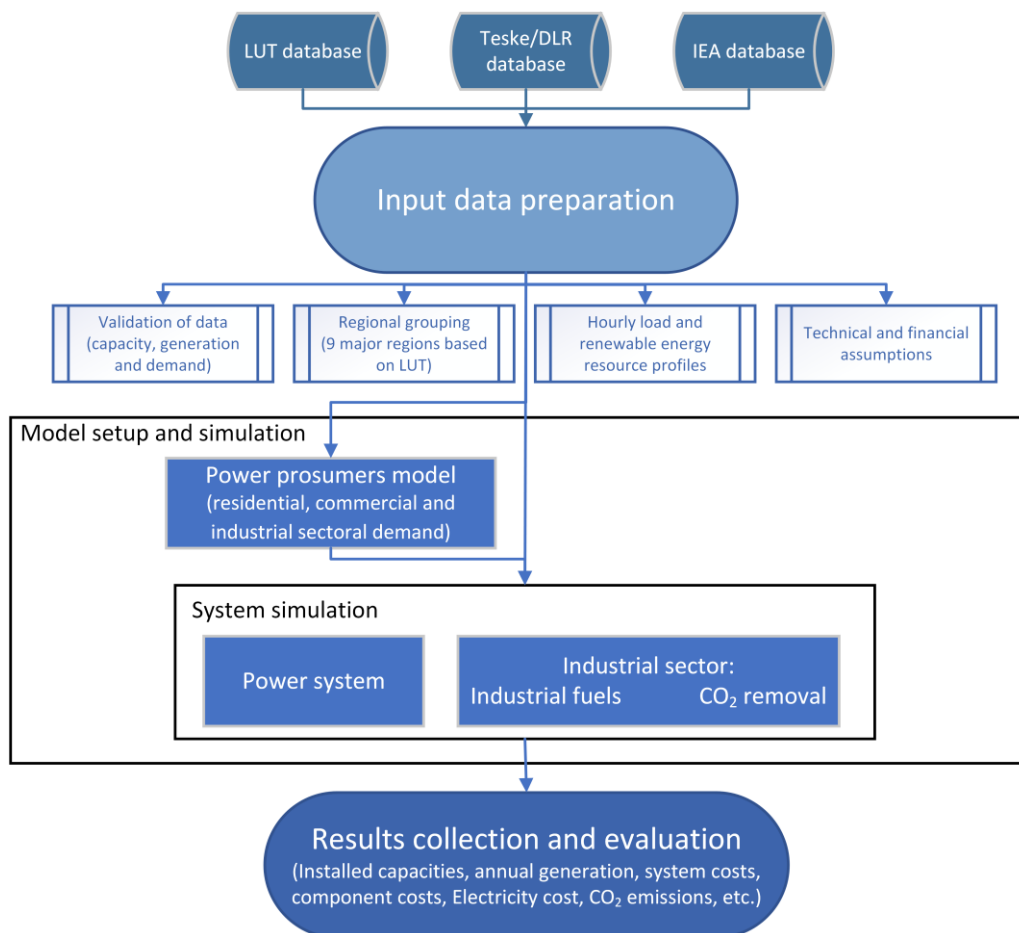 LUT database
Teske/DLR
database
IEA database
Input data preparation
Validation of data
(capacity, generation
and demand)
Regional grouping
(9 major regions based
on LUT)
Hourly load and
renewable energy
resource profiles
Technical and financial
assumptions
Model setup and simulation
Power prosumers model
(residential, commercial and
industrial sectoral demand)
System simulation
Power system
Industrial sector:
Industrial fuels CO₂ removal
Results collection and evaluation
(Installed capacities, annual generation, system costs,
component costs, Electricity cost, CO₂ emissions, etc.)